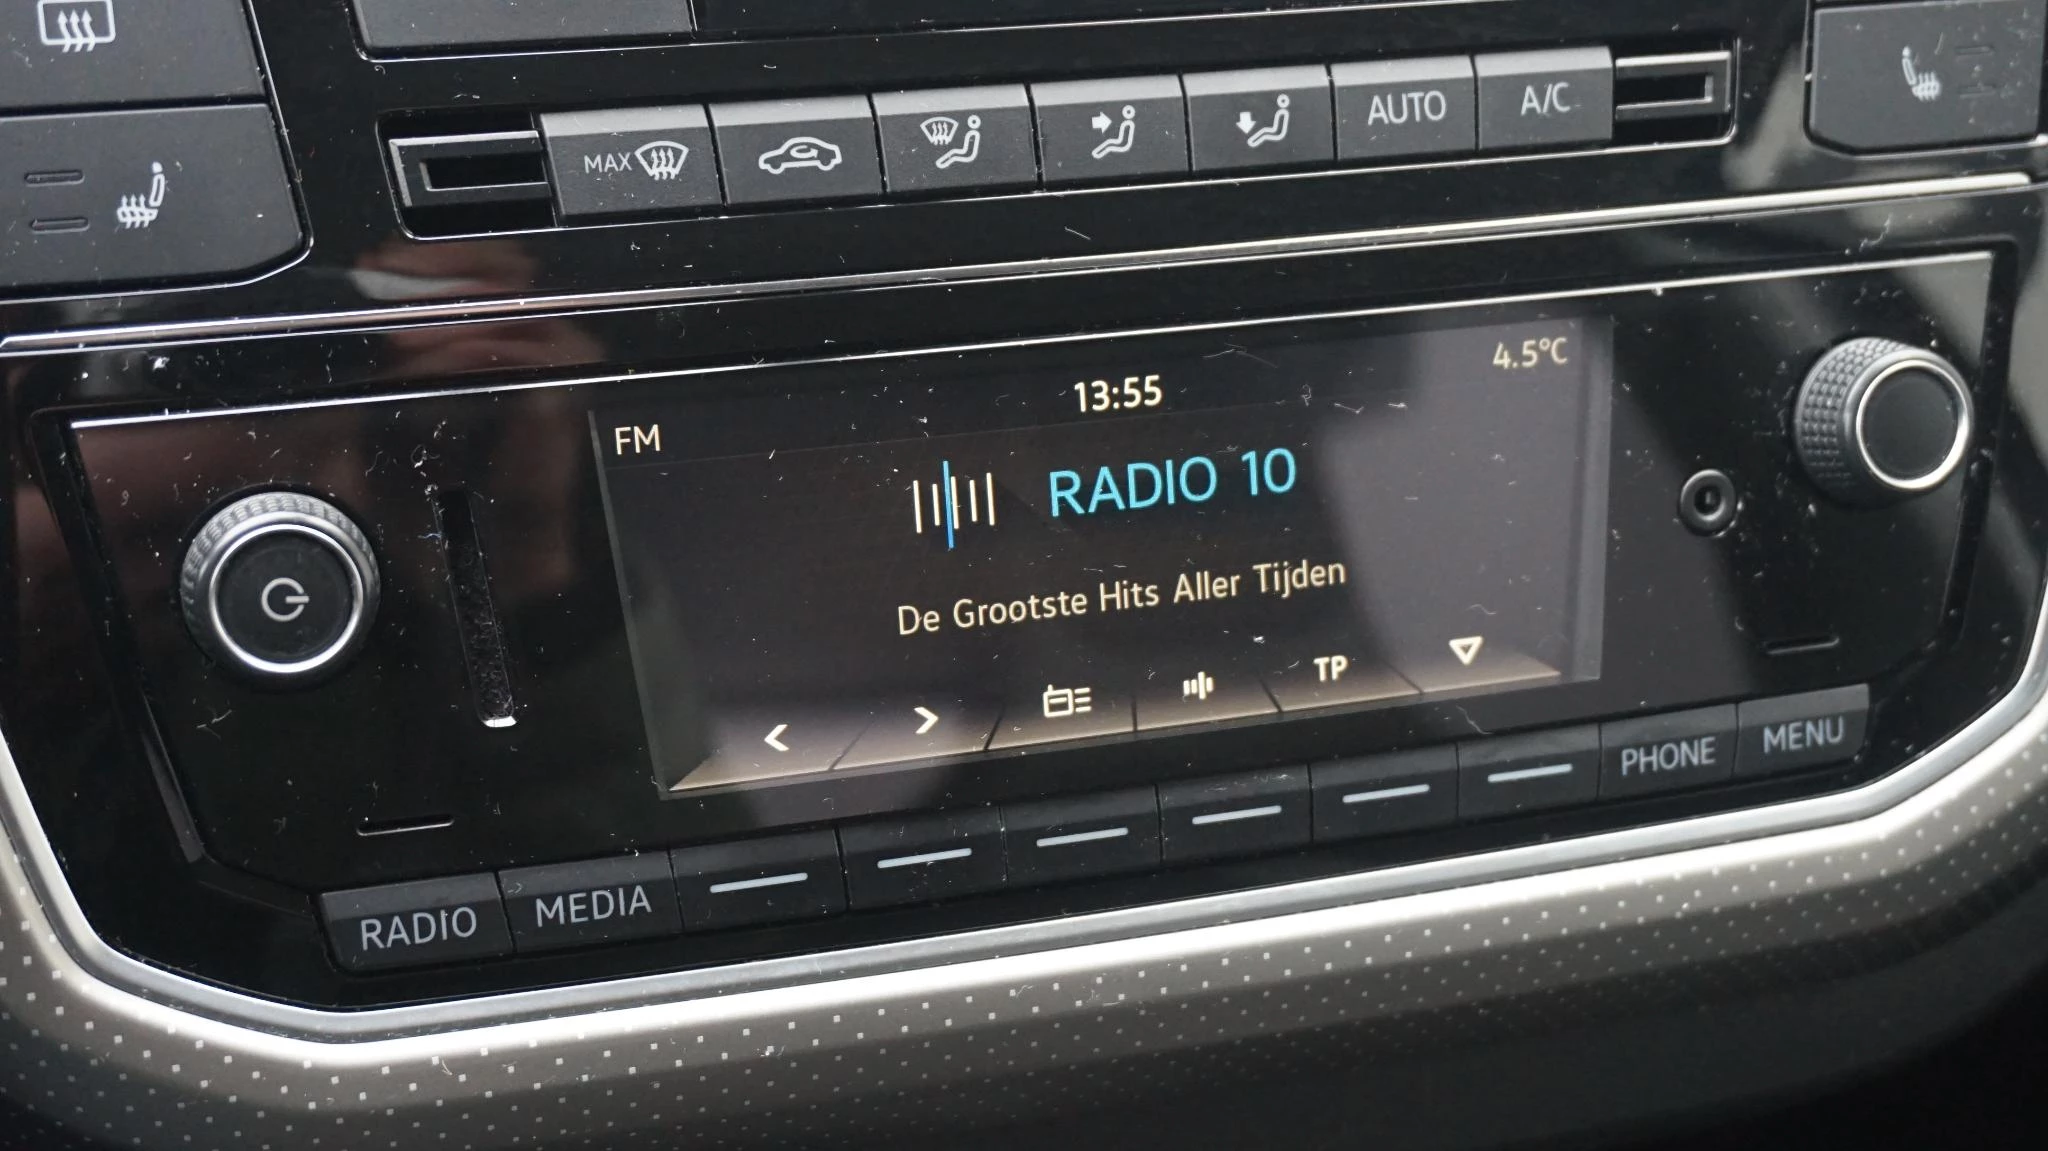 MAX
AUTO
A/C
13:55
4.5°C
FM
RADIO 10
De Grootste Hits Aller Tijden
TP
RADIO
MEDIA
PHONE
MENU